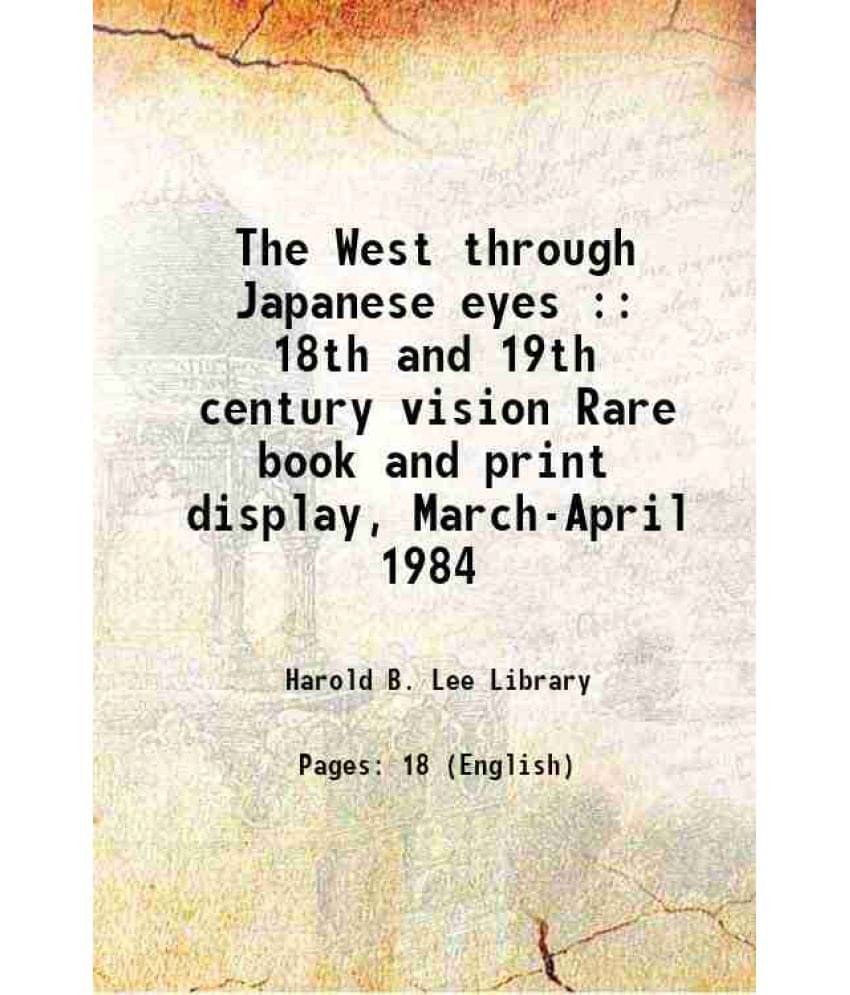 The West through
Japanese eyes ::
18th and 19th
century vision Rare
book and print
display, March-April
1984
Harold B. Lee Library
Pages: 18 (English)